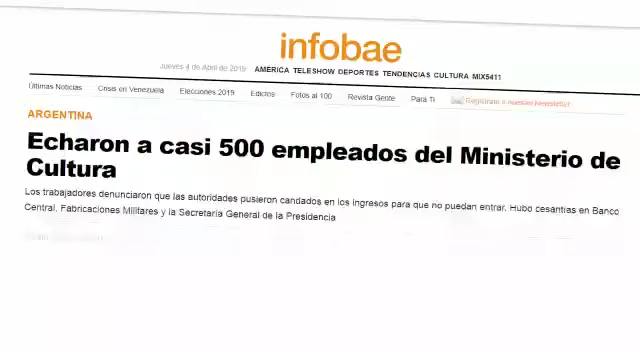 infobae
Jueves 4 de Abril de 2019 AMÉRICA TELESHOW DEPORTES TENDENCIAS CULTURA MIX5411
Últimas Noticias Crisis en Venezuela Elecciones 2019 Edictos Fotos al 100 Revista Gente Para Ti Registrate a nuestro Newsletter
ARGENTINA
Echaron a casi 500 empleados del Ministerio de
Cultura
Los trabajadores denunciaron que las autoridades pusieron candados en los ingresos para que no puedan entrar. Hubo cesantías en Banco
Central, Fabricaciones Militares y la Secretaría General de la Presidencia